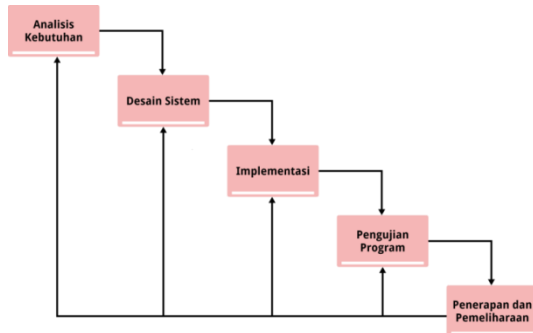 Analisis
Kebutuhan
Desain Sistem
Implementasi
Pengujian
Program
Penerapan dan
Pemeliharaan